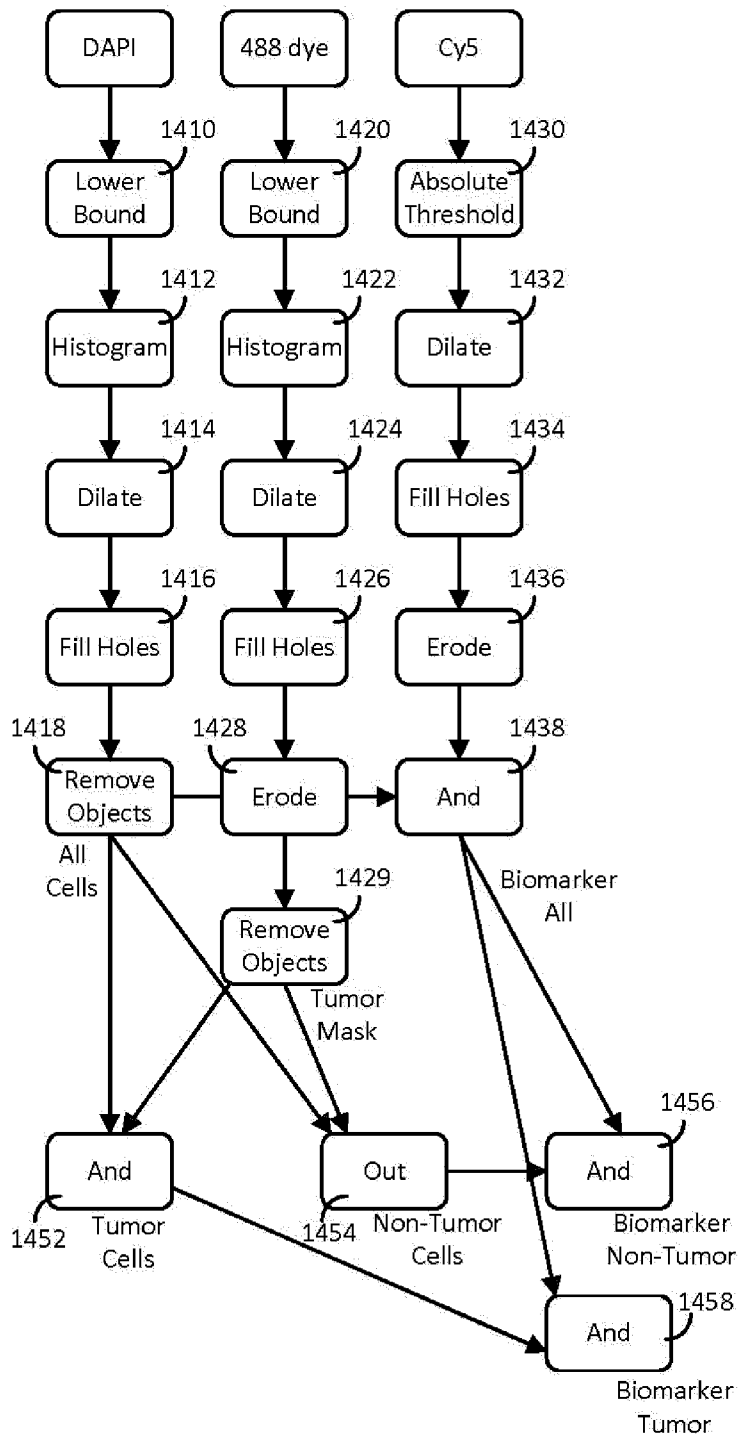 DAPI
488 dye
Cy5
1410
1420
1430
Lower
Bound
Lower
Bound
Absolute
Threshold
1412
1422
1432
Histogram
Histogram
Dilate
1414
1424
1434
Dilate
Dilate
Fill Holes
1416
1426
1436
Fill Holes
Fill Holes
Erode
1418
1428
1438
Remove
Objects
Erode
And
All
Cells
1429
Biomarker
All
Remove
Objects
Tumor
Mask
1456
And
Out
And
1452
Tumor
Cells
1454
Non-Tumor
Cells
Biomarker
Non-Tumor
1458
And
Biomarker
Tumor